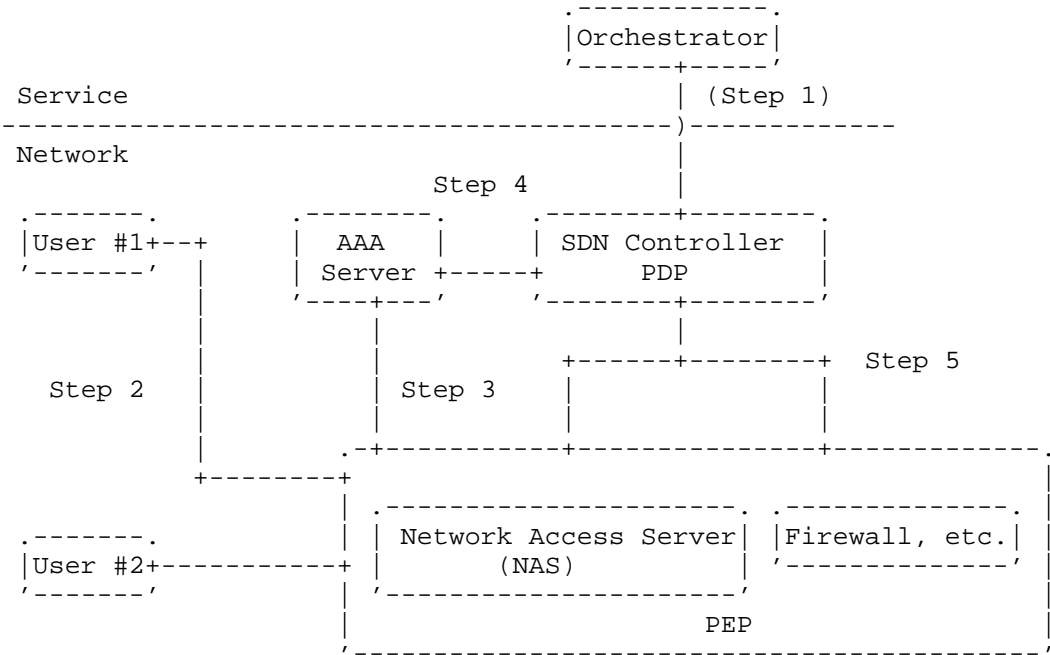 Orchestrator
Service (Step 1)
Network
Step 4
User #1 AAA SDN Controller
Server PDP
Step 5
Step 2 Step 3
Network Access Server Firewall, etc.
User #2 (NAS)
PEP